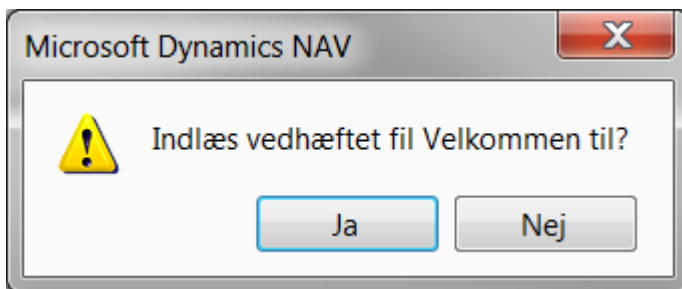 Microsoft Dynamics NAV
Indlæs vedhæftet fil Velkommen til?
Ja Nej